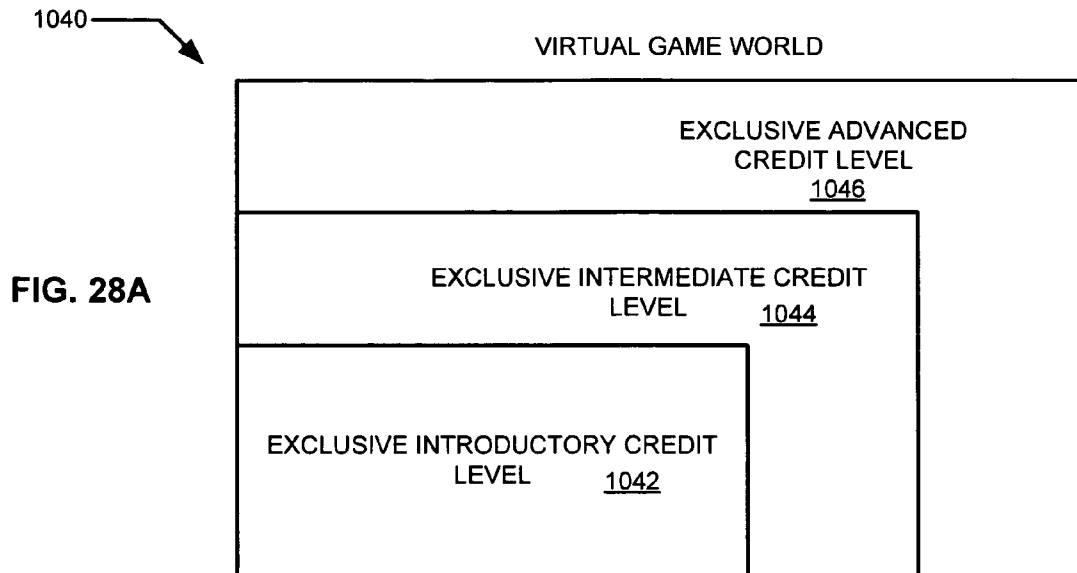 1040
VIRTUAL GAME WORLD
EXCLUSIVE ADVANCED
CREDIT LEVEL
1046
FIG. 28A
EXCLUSIVE INTERMEDIATE CREDIT
LEVEL 1044
EXCLUSIVE INTRODUCTORY CREDIT
LEVEL 1042